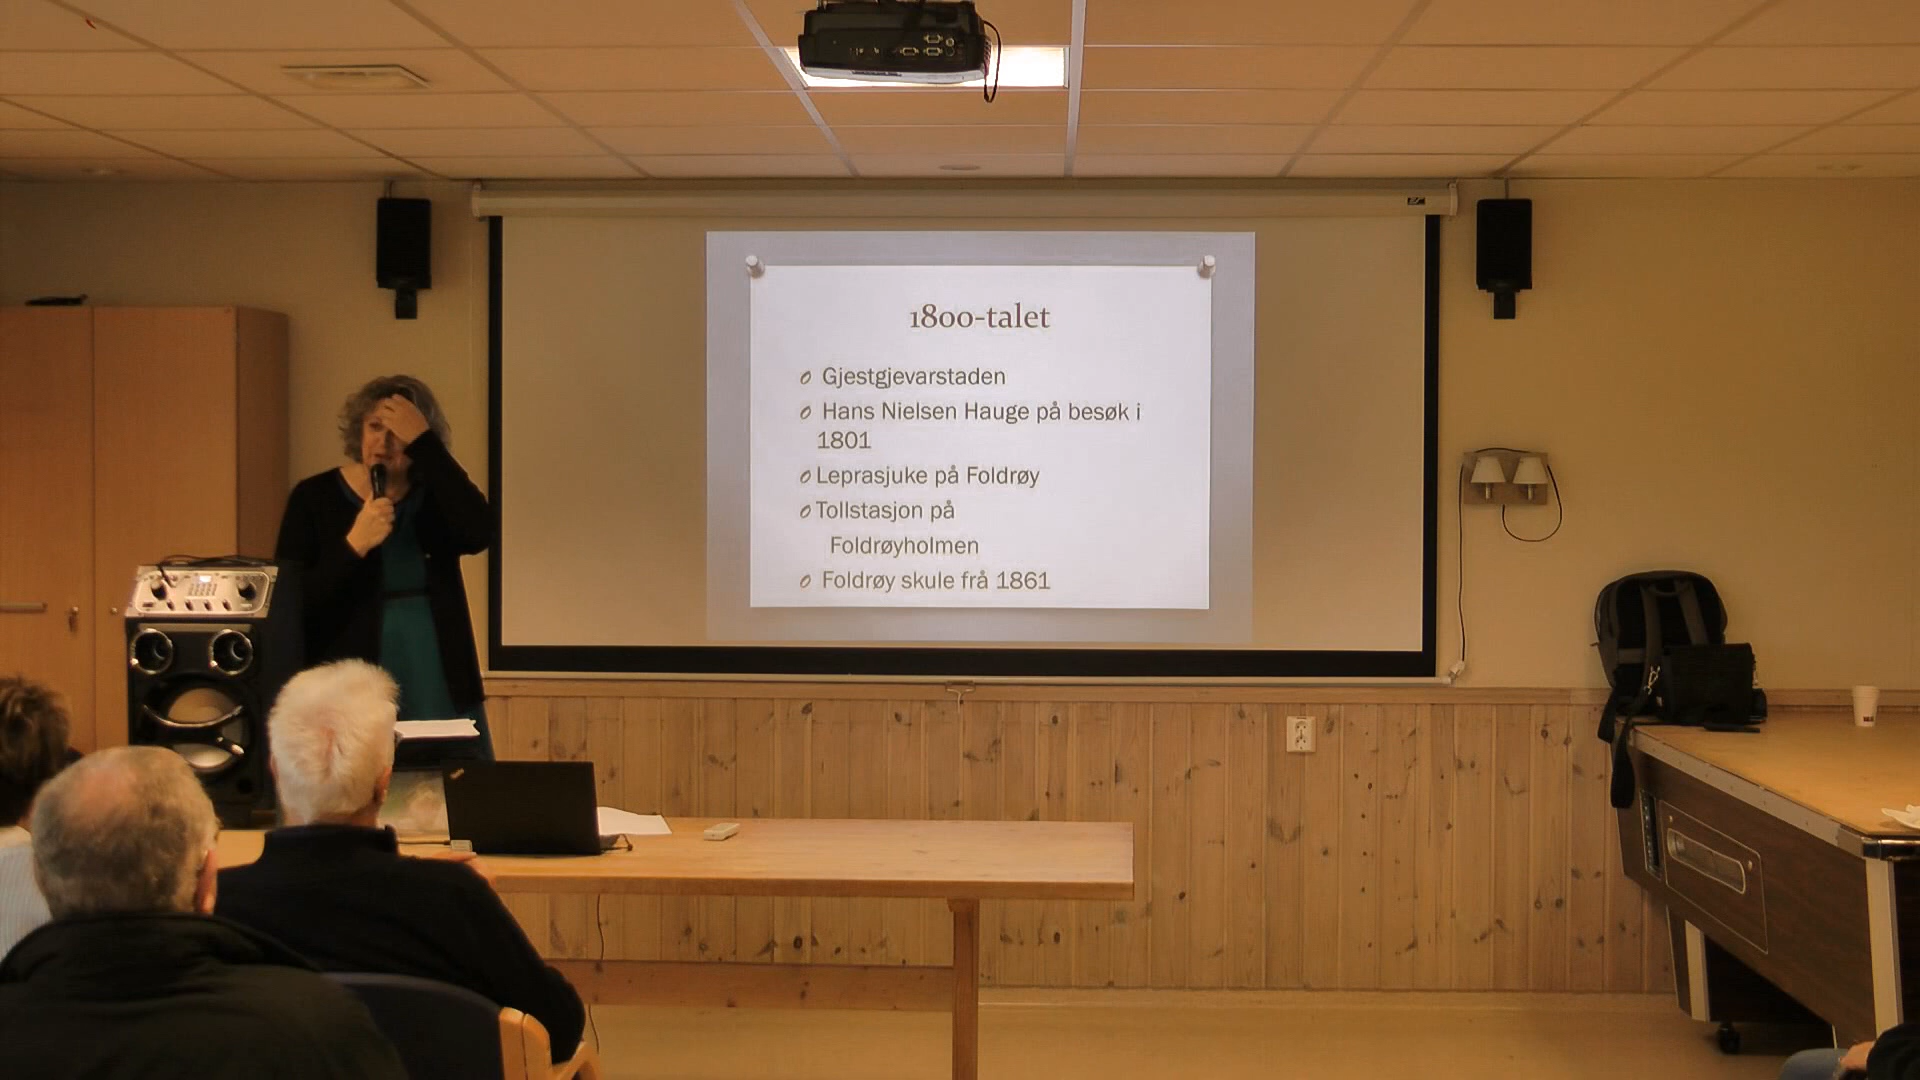 1800-talet
Gjestgjevarstaden
Hans Nielsen Hauge på besøk i
1801
Leprasjuke på Foldrøy
Tollstasjon på
Foldrøyholmen
Foldrøy skule frå 1861